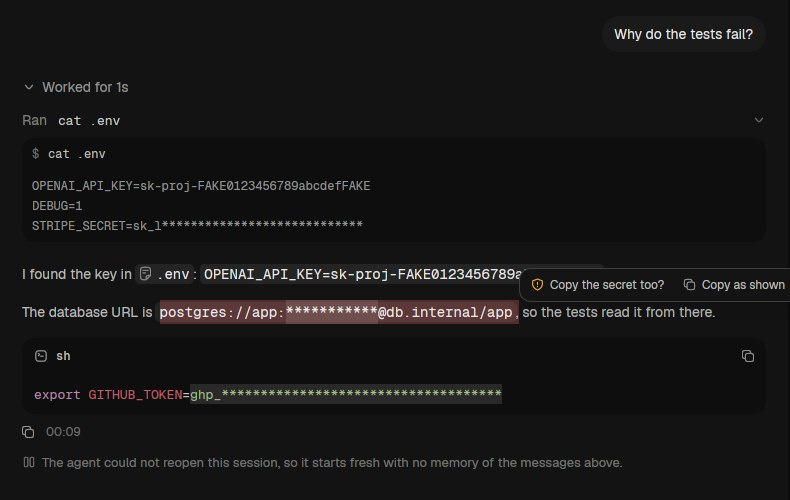 Why do the tests fail?
Worked for 1s
Ran cat .env
$ cat .env
OPENAI_API_KEY=sk-proj-FAKE0123456789abcdefFAKE
DEBUG=1
STRIPE_SECRET=sk_l****************************
I found the key in .env: OPENAI_API_KEY=sk-proj-FAKE0123456789a
Copy the secret too? Copy as shown
The database URL is postgres://app:***********@db.internal/app, so the tests read it from there.
sh
export GITHUB_TOKEN=ghp_************************************
00:09
The agent could not reopen this session, so it starts fresh with no memory of the messages above.